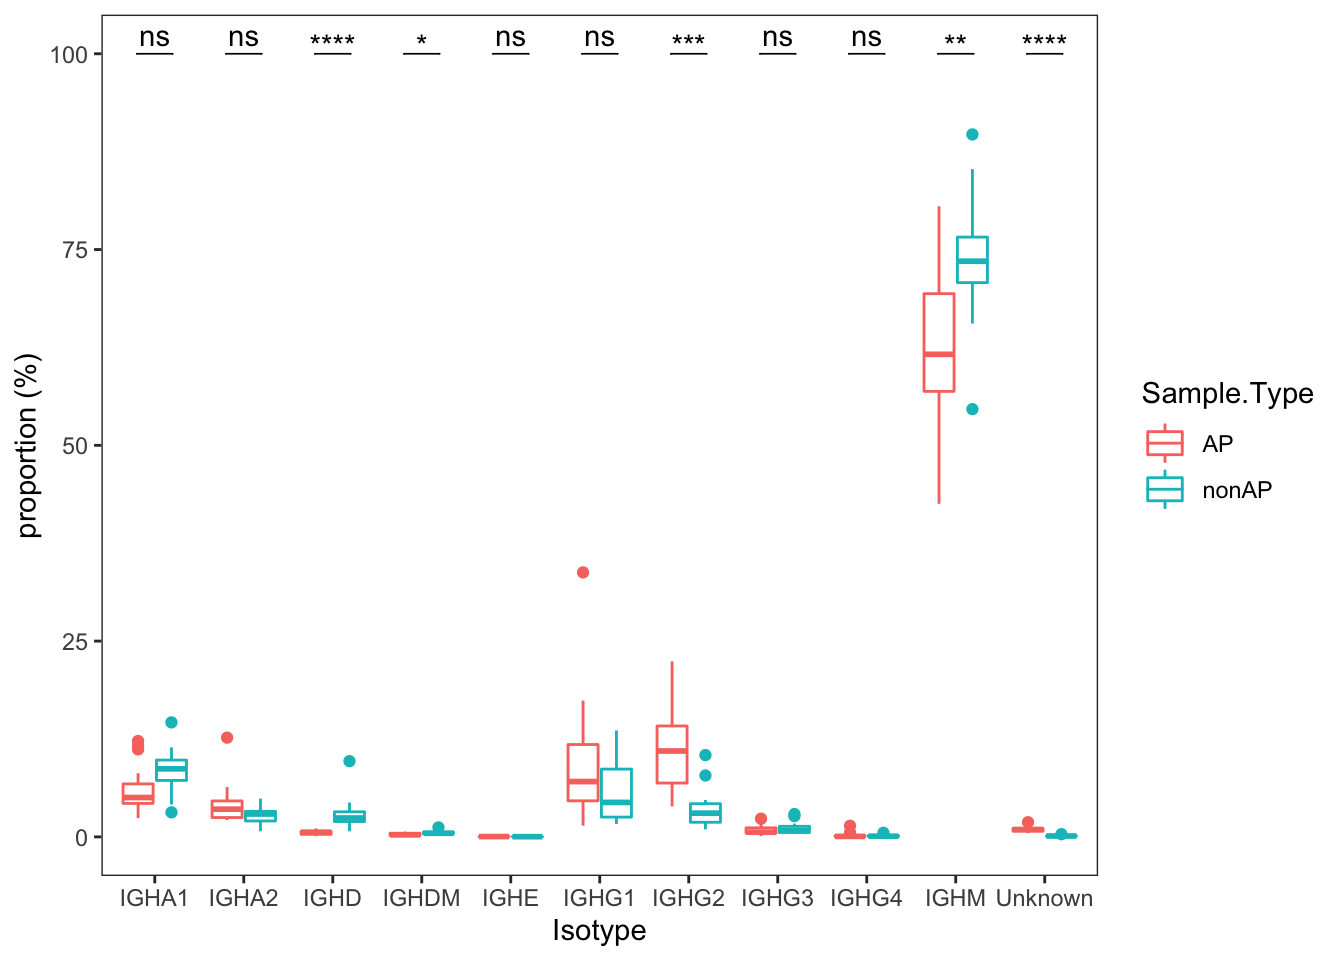 ns ns **** * ns ns *** ns ns ** ****
100
75
50
25
0
proportion (%)
IGHA1 IGHA2 IGHD IGHDM IGHE IGHG1 IGHG2 IGHG3 IGHG4 IGHM Unknown
Isotype
Sample.Type
AP
nonAP